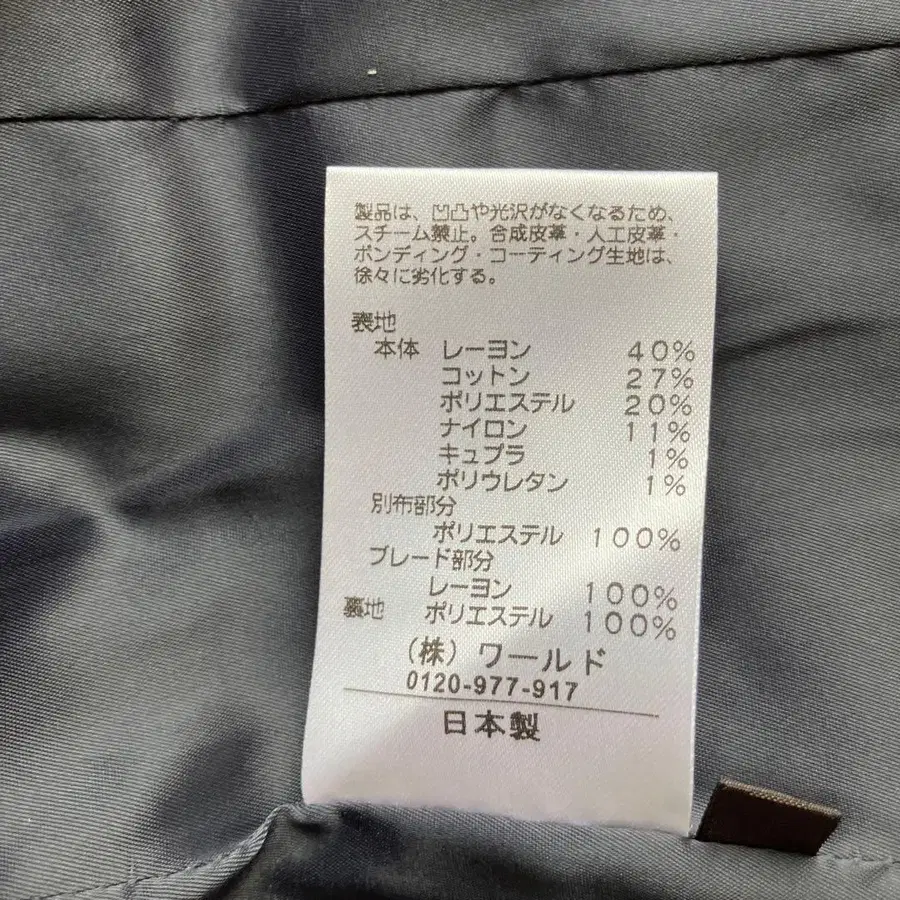 製品は、凹凸や光沢がなくなるため、
スチーム禁止。合成皮革・人工皮革・
ボンディング・コーティング生地は、
徐々に劣化する。
表地
本体 レーヨン 40%
コットン 27%
ポリエステル 20%
ナイロン 11%
キュプラ 1%
ポリウレタン 1%
別布部分
ポリエステル 100%
ブレード部分
レーヨン 100%
裏地 ポリエステル 100%
(株)ワールド
0120-977-917
日本製